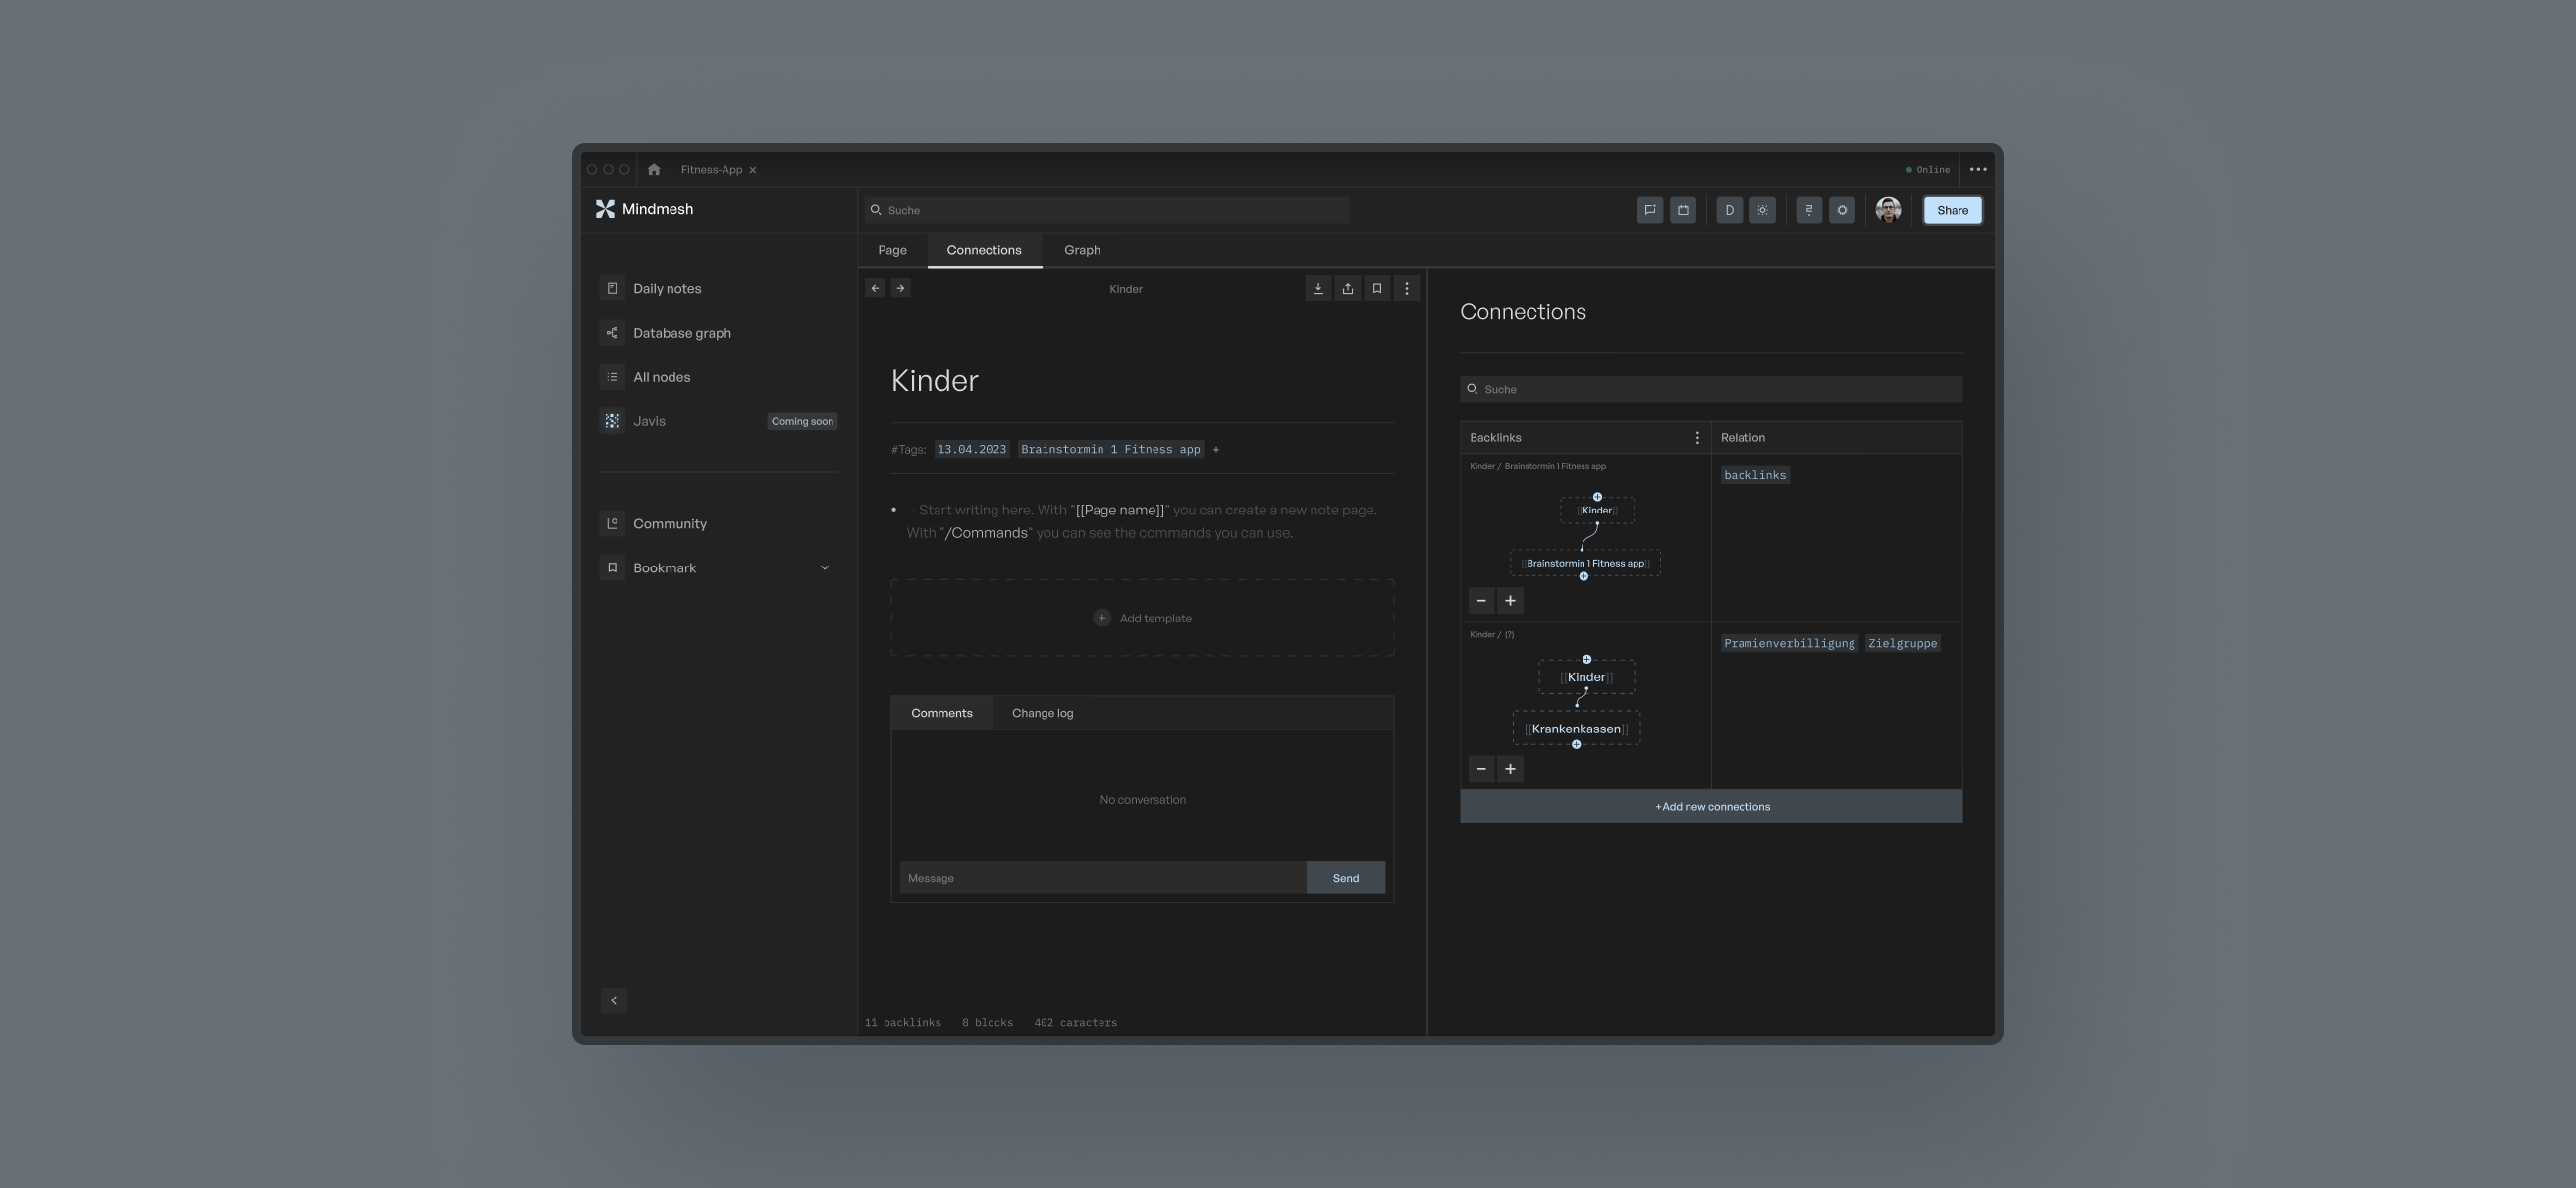 Fitness-App
Online
Mindmesh
Suche
D
Share
Page
Connections
Graph
Daily notes
Database graph
All nodes
Javis
Coming soon
Community
Bookmark
Kinder
Kinder
#Tags: 13.04.2023 Brainstormin 1 Fitness app +
Start writing here. With "[[Page name]]" you can create a new note page.
With "/Commands" you can see the commands you can use.
Add template
Comments
Change log
No conversation
Message
Send
11 backlinks 8 blocks 402 caracters
Connections
Suche
Backlinks
Relation
Kinder / Brainstormin 1 Fitness app
backlinks
[[Kinder]]
[[Brainstormin 1 Fitness app]]
Kinder / (?)
Pramienverbilligung Zielgruppe
[[Kinder]]
[[Krankenkassen]]
+Add new connections